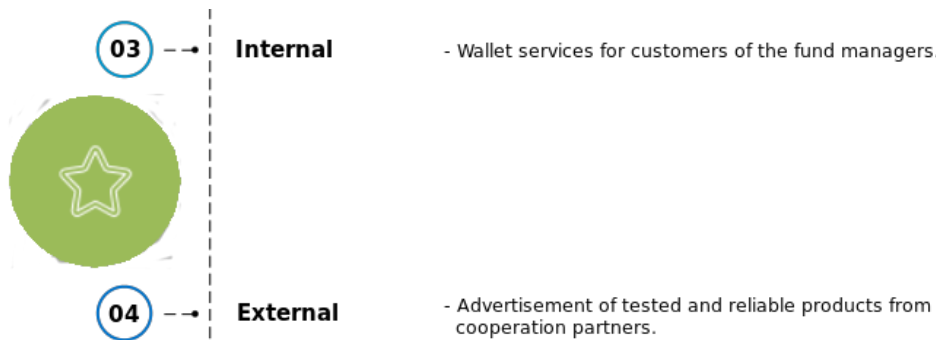 03 Internal - Wallet services for customers of the fund managers.
04 External - Advertisement of tested and reliable products from
cooperation partners.